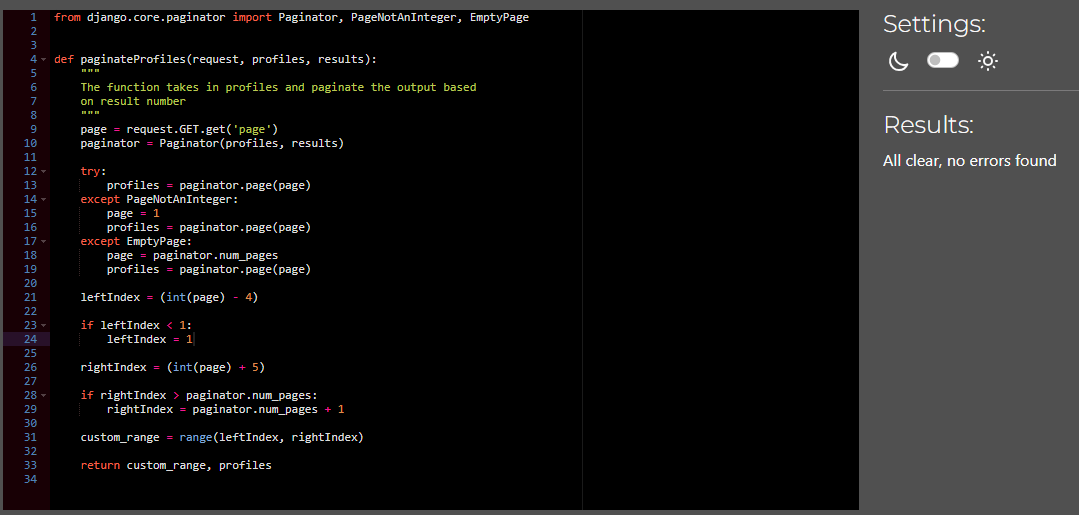 1 from django.core.paginator import Paginator, PageNotAnInteger, EmptyPage
2
3
4 def paginateProfiles(request, profiles, results):
5     """
6     The function takes in profiles and paginate the output based
7     on result number
8     """
9     page = request.GET.get('page')
10     paginator = Paginator(profiles, results)
11
12     try:
13         profiles = paginator.page(page)
14     except PageNotAnInteger:
15         page = 1
16         profiles = paginator.page(page)
17     except EmptyPage:
18         page = paginator.num_pages
19         profiles = paginator.page(page)
20
21     leftIndex = (int(page) - 4)
22
23     if leftIndex < 1:
24         leftIndex = 1
25
26     rightIndex = (int(page) + 5)
27
28     if rightIndex > paginator.num_pages:
29         rightIndex = paginator.num_pages + 1
30
31     custom_range = range(leftIndex, rightIndex)
32
33     return custom_range, profiles
34
Settings:
Results:
All clear, no errors found